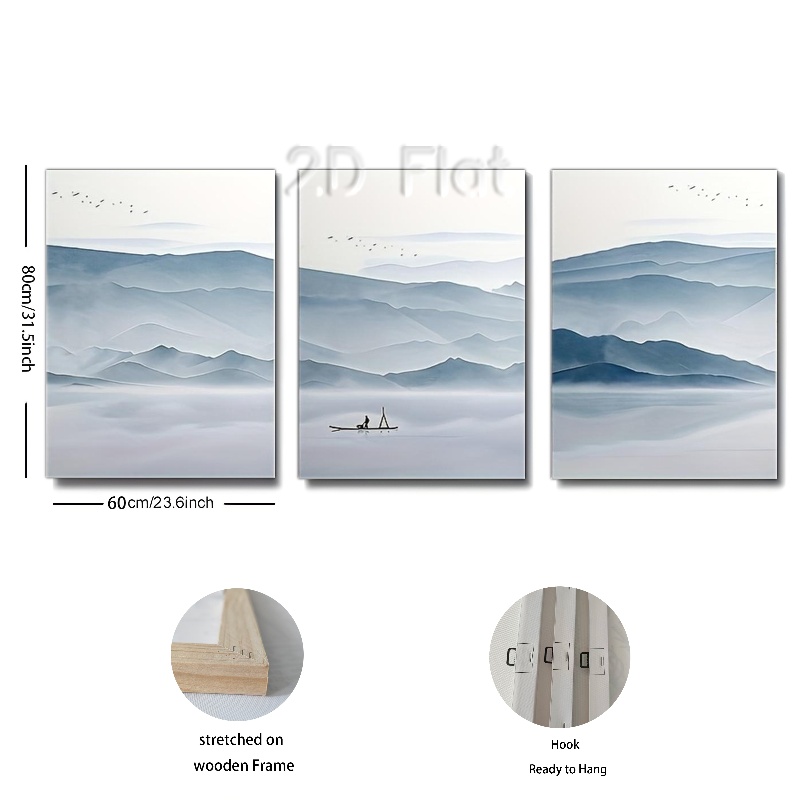 2D Flat
80cm/31.5inch
60cm/23.6inch
stretched on
wooden Frame
Hook
Ready to Hang